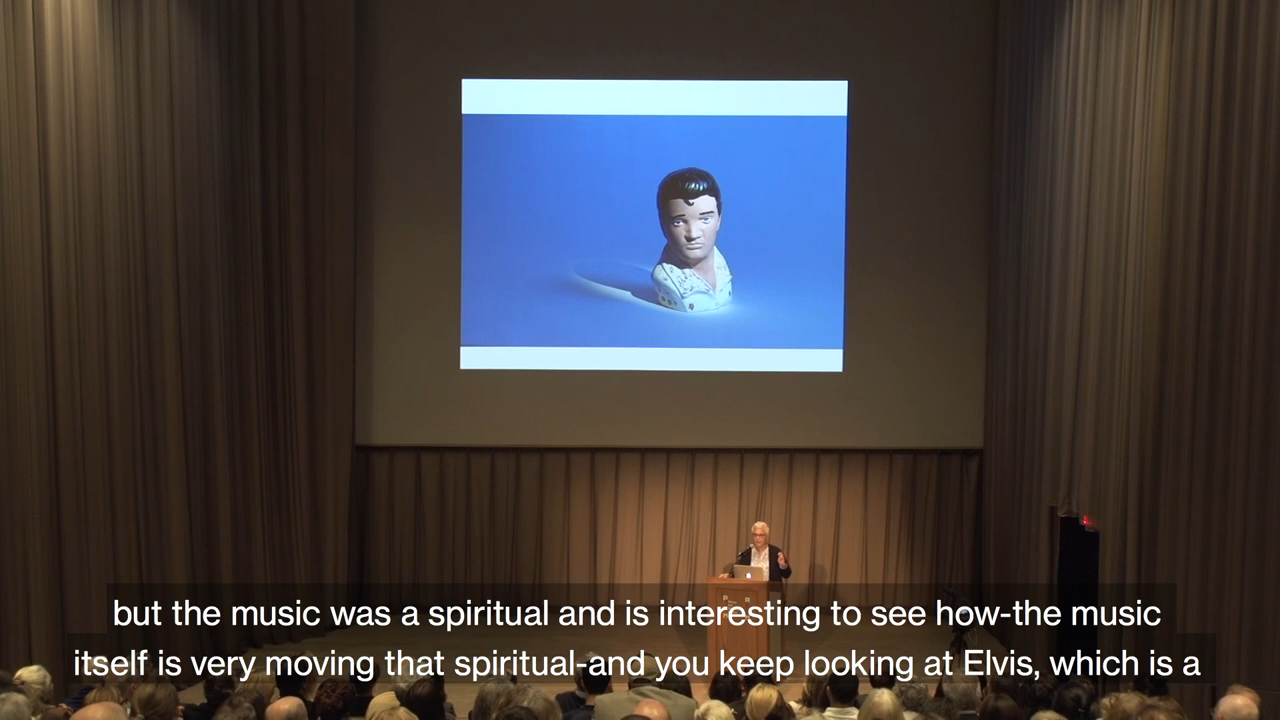 but the music was a spiritual and is interesting to see how-the music
itself is very moving that spiritual-and you keep looking at Elvis, which is a